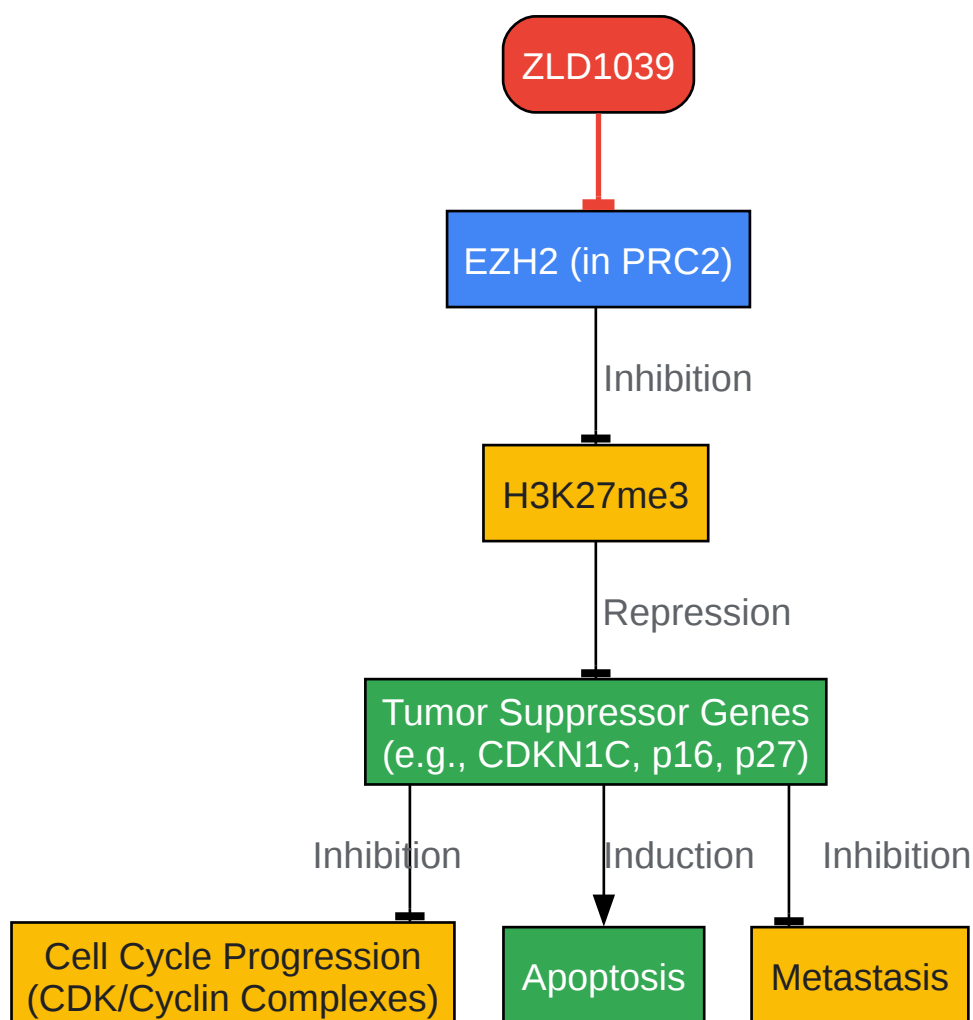 ZLD1039
EZH2 (in PRC2)
Inhibition
H3K27me3
Repression
Tumor Suppressor Genes
(e.g., CDKN1C, p16, p27)
Inhibition
Induction
Inhibition
Cell Cycle Progression
(CDK/Cyclin Complexes)
Apoptosis
Metastasis